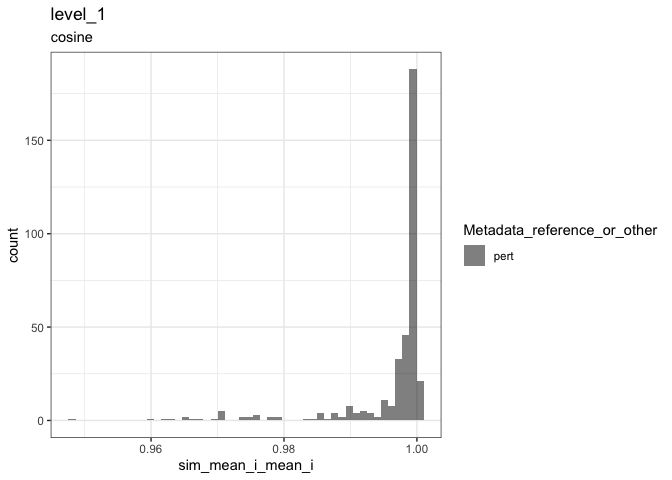 level_1
cosine
150
100
50
0
count
0.96
0.98
1.00
sim_mean_i_mean_i
Metadata_reference_or_other
pert